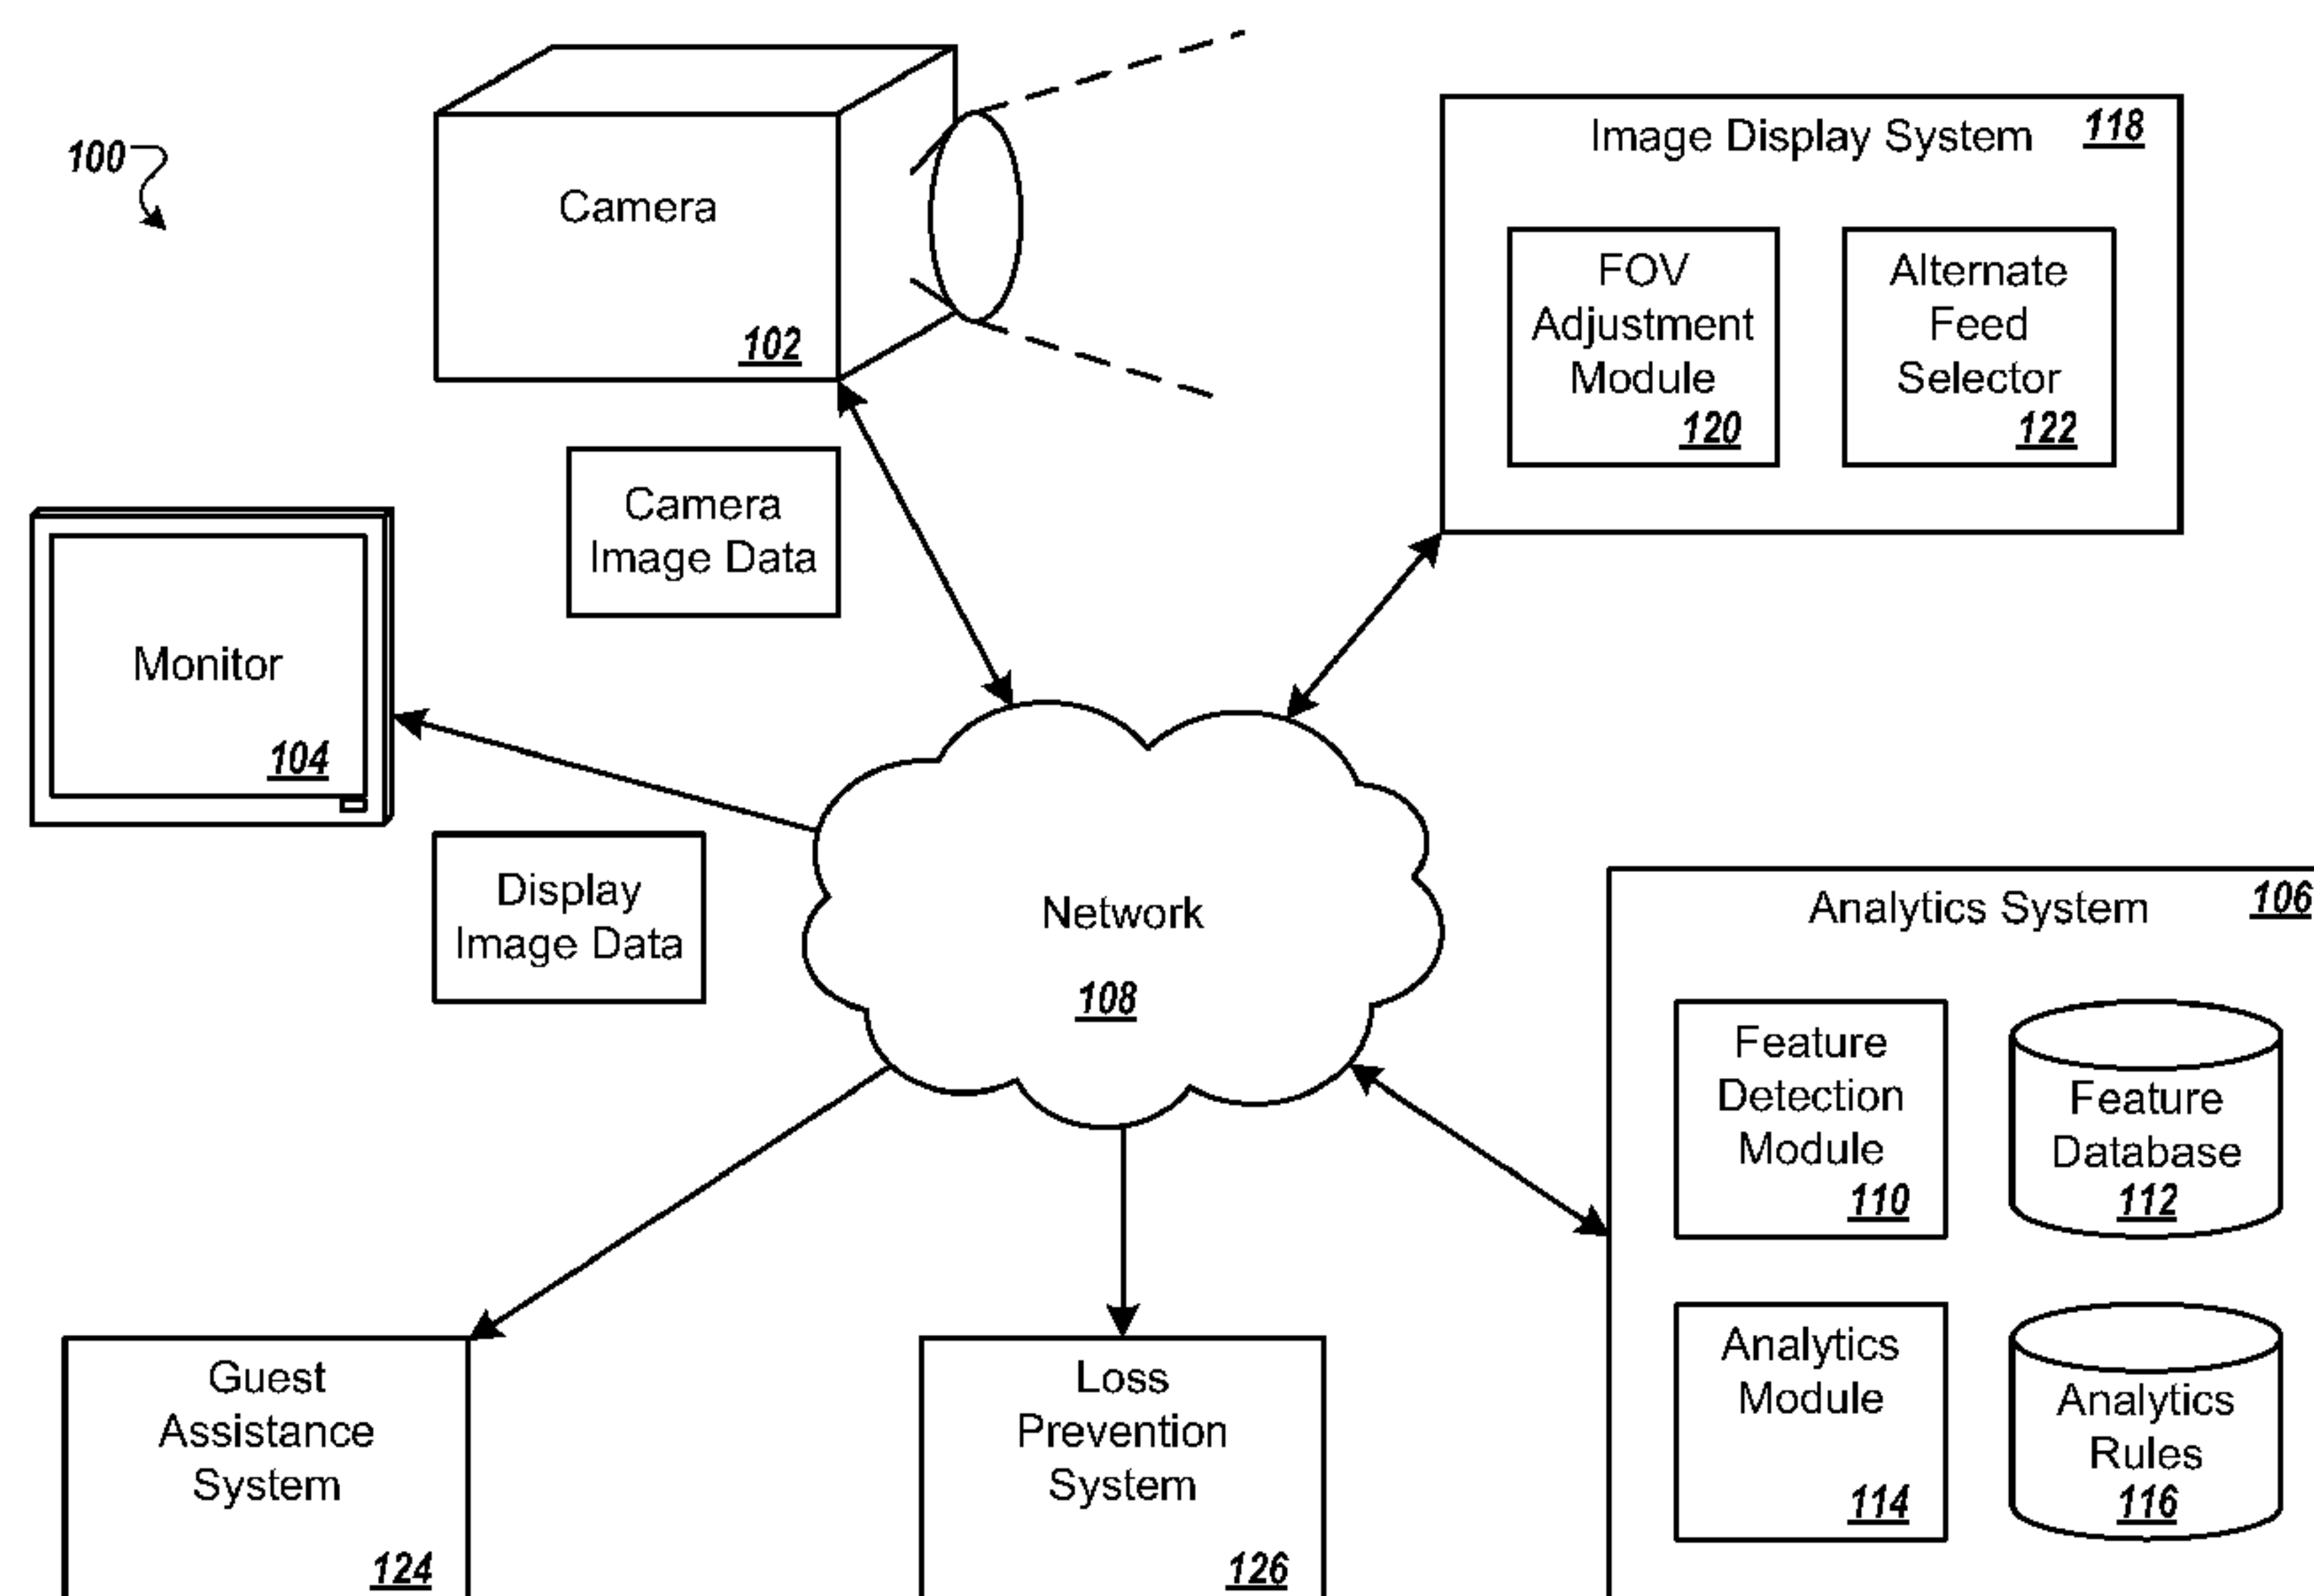 100
Camera
102
Image Display System
118
FOV
Adjustment
Module
120
Alternate
Feed
Selector
122
Camera
Image Data
Monitor
104
Display
Image Data
Network
108
Analytics System
106
Feature
Detection
Module
110
Feature
Database
112
Analytics
Module
114
Analytics
Rules
116
Guest
Assistance
System
124
Loss
Prevention
System
126